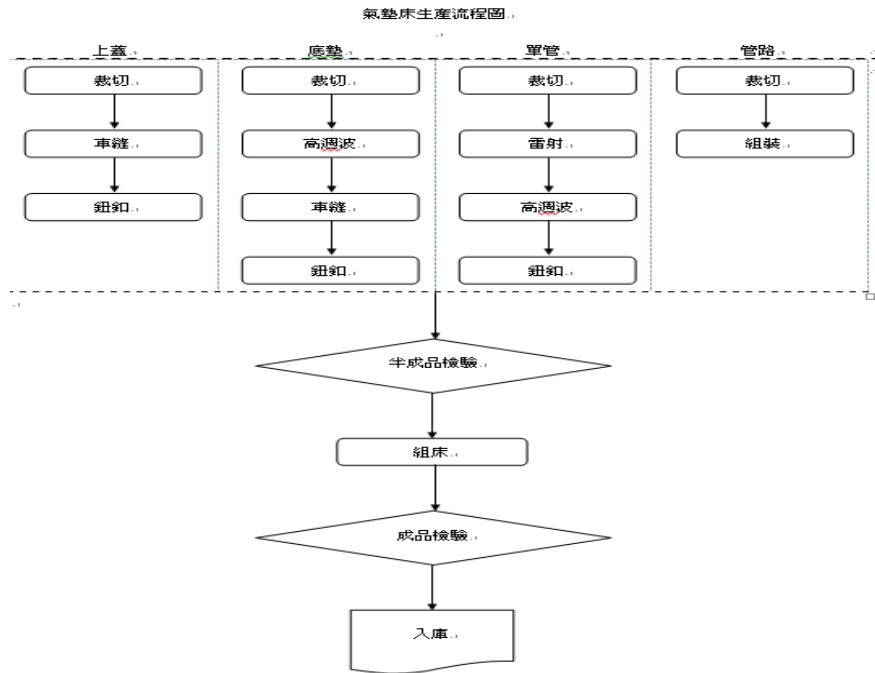 氣墊床生產流程圖
上蓋 底墊 單管 管路
裁切 裁切 裁切 裁切
車縫 高週波 雷射 組裝
鈕釦 車縫 高週波
鈕釦 鈕釦
半成品檢驗
組床
成品檢驗
入庫